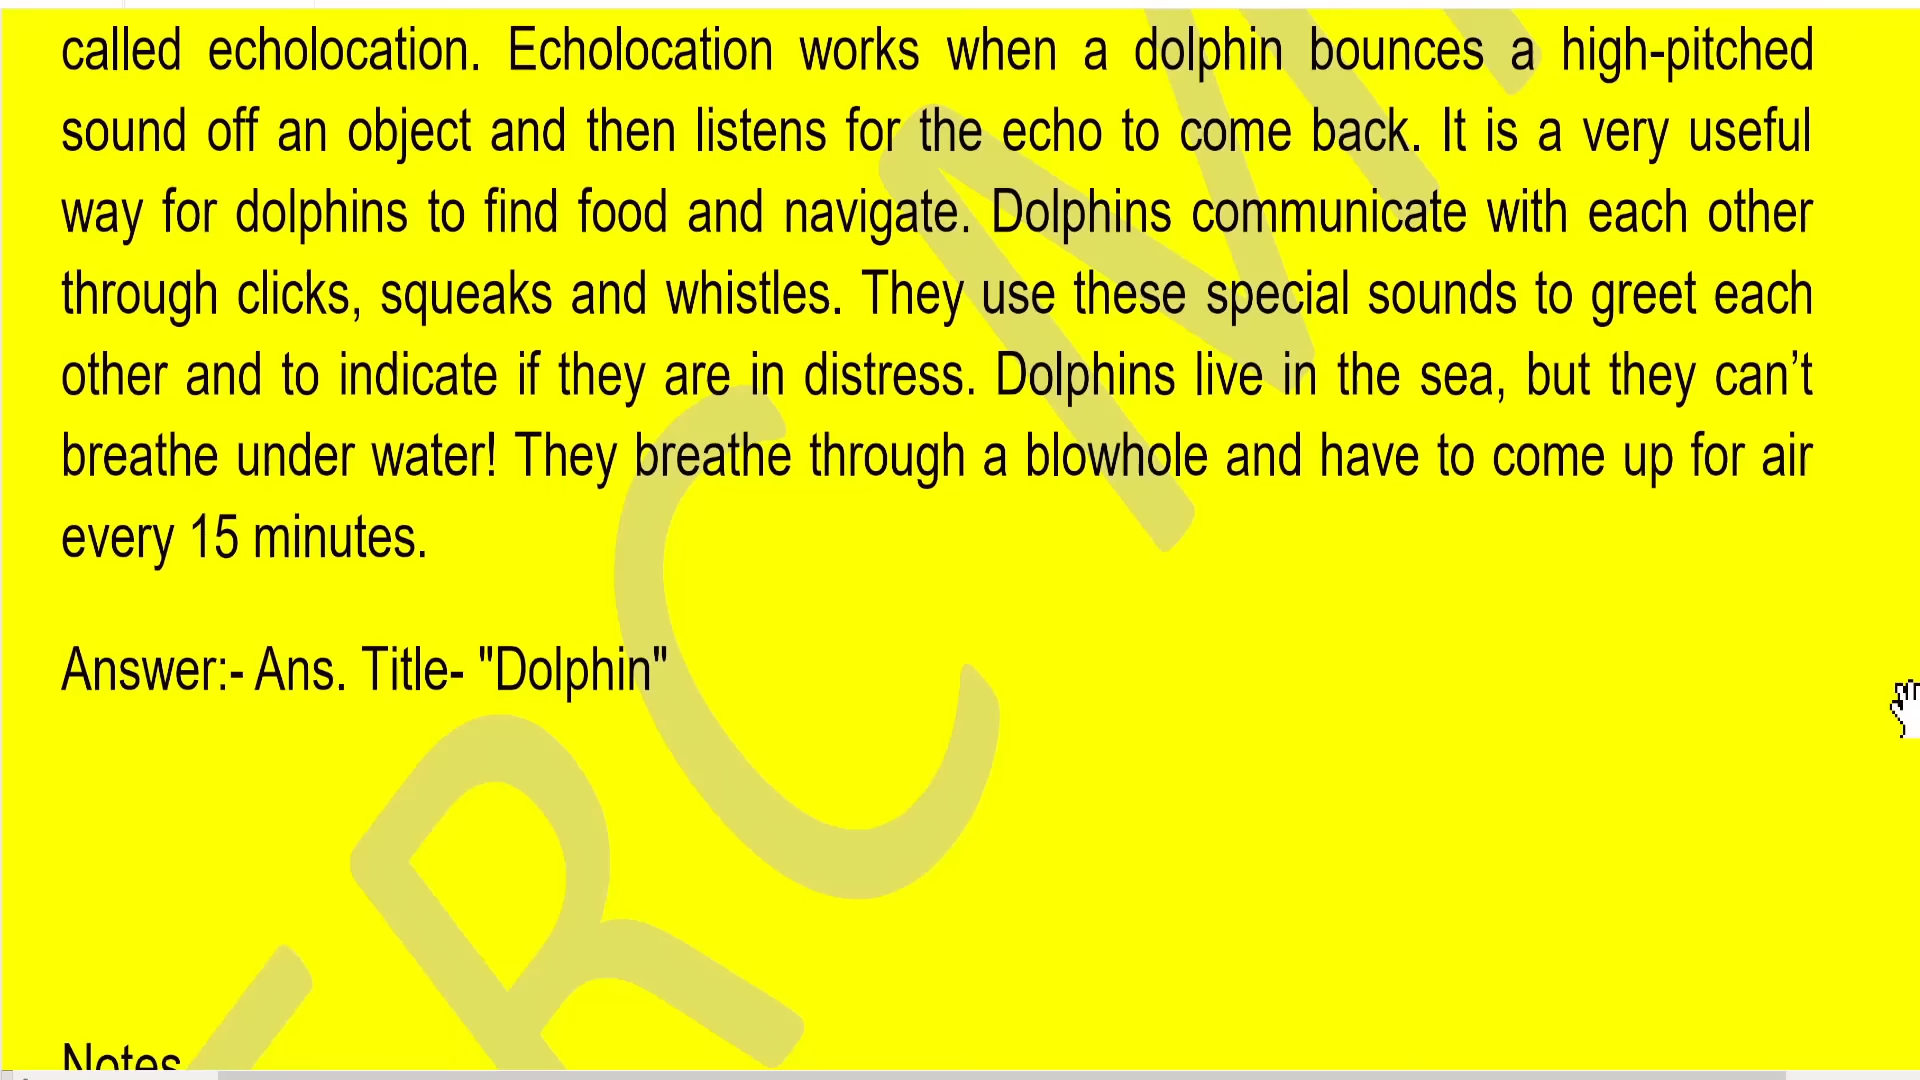 called echolocation. Echolocation works when a dolphin bounces a high-pitched
sound off an object and then listens for the echo to come back. It is a very useful
way for dolphins to find food and navigate. Dolphins communicate with each other
through clicks, squeaks and whistles. They use these special sounds to greet each
other and to indicate if they are in distress. Dolphins live in the sea, but they can’t
breathe under water! They breathe through a blowhole and have to come up for air
every 15 minutes.
Answer:- Ans. Title- "Dolphin"
Notes